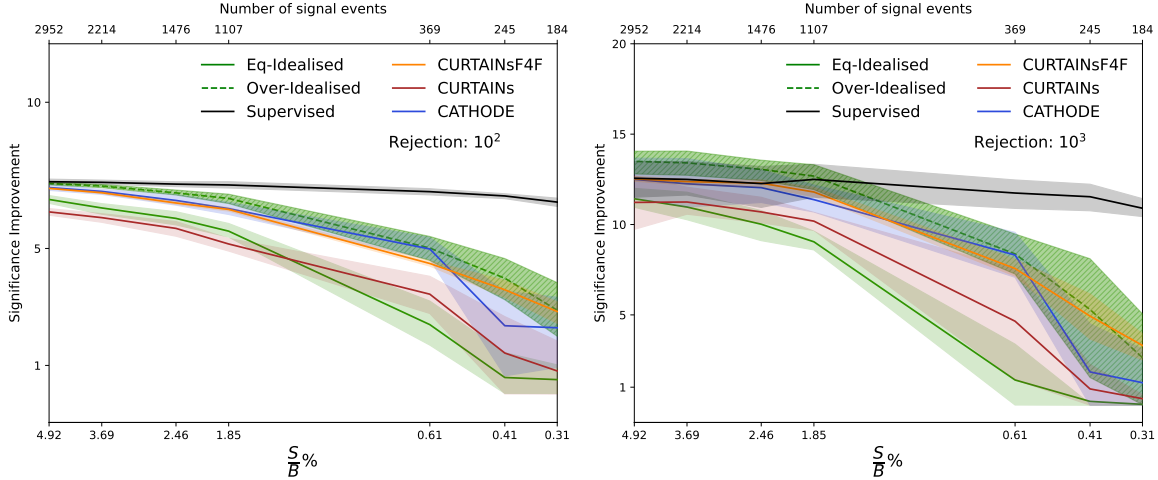 Number of signal events
2952 2214 1476 1107 369 245 184
Eq-Idealised CURTAINsF4F
Over-Idealised CURTAINs
Supervised CATHODE
Rejection: 10²
10
5
1
Significance Improvement
4.92 3.69 2.46 1.85 0.61 0.41 0.31
S/B %
Number of signal events
2952 2214 1476 1107 369 245 184
Eq-Idealised CURTAINsF4F
Over-Idealised CURTAINs
Supervised CATHODE
Rejection: 10³
20
15
10
5
1
Significance Improvement
4.92 3.69 2.46 1.85 0.61 0.41 0.31
S/B %